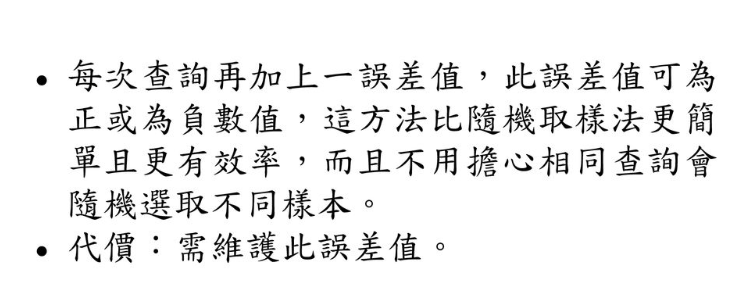 • 每次查詢再加上一誤差值，此誤差值可為
正或為負數值，這方法比隨機取樣法更簡
單且更有效率，而且不用擔心相同查詢會
隨機選取不同樣本。
• 代價：需維護此誤差值。